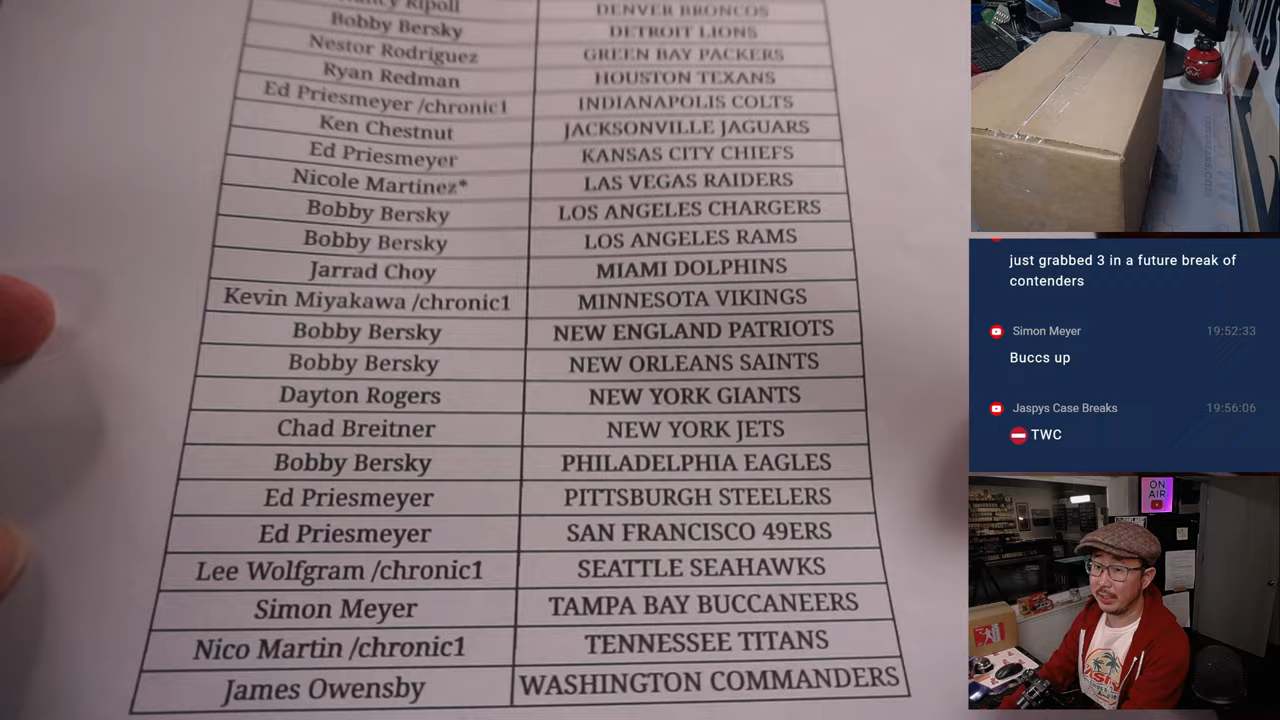 Ripoll DENVER BRONCOS
Bobby Bersky DETROIT LIONS
Nestor Rodriguez GREEN BAY PACKERS
Ryan Redman HOUSTON TEXANS
Ed Priesmeyer /chronic1 INDIANAPOLIS COLTS
Ken Chestnut JACKSONVILLE JAGUARS
Ed Priesmeyer KANSAS CITY CHIEFS
Nicole Martinez* LAS VEGAS RAIDERS
Bobby Bersky LOS ANGELES CHARGERS
Bobby Bersky LOS ANGELES RAMS
Jarrad Choy MIAMI DOLPHINS
Kevin Miyakawa /chronic1 MINNESOTA VIKINGS
Bobby Bersky NEW ENGLAND PATRIOTS
Bobby Bersky NEW ORLEANS SAINTS
Dayton Rogers NEW YORK GIANTS
Chad Breitner NEW YORK JETS
Bobby Bersky PHILADELPHIA EAGLES
Ed Priesmeyer PITTSBURGH STEELERS
Ed Priesmeyer SAN FRANCISCO 49ERS
Lee Wolfgram /chronic1 SEATTLE SEAHAWKS
Simon Meyer TAMPA BAY BUCCANEERS
Nico Martin /chronic1 TENNESSEE TITANS
James Owensby WASHINGTON COMMANDERS
just grabbed 3 in a future break of
contenders
Simon Meyer 19:52:33
Buccs up
Jaspys Case Breaks 19:56:06
TWC
ON
AIR